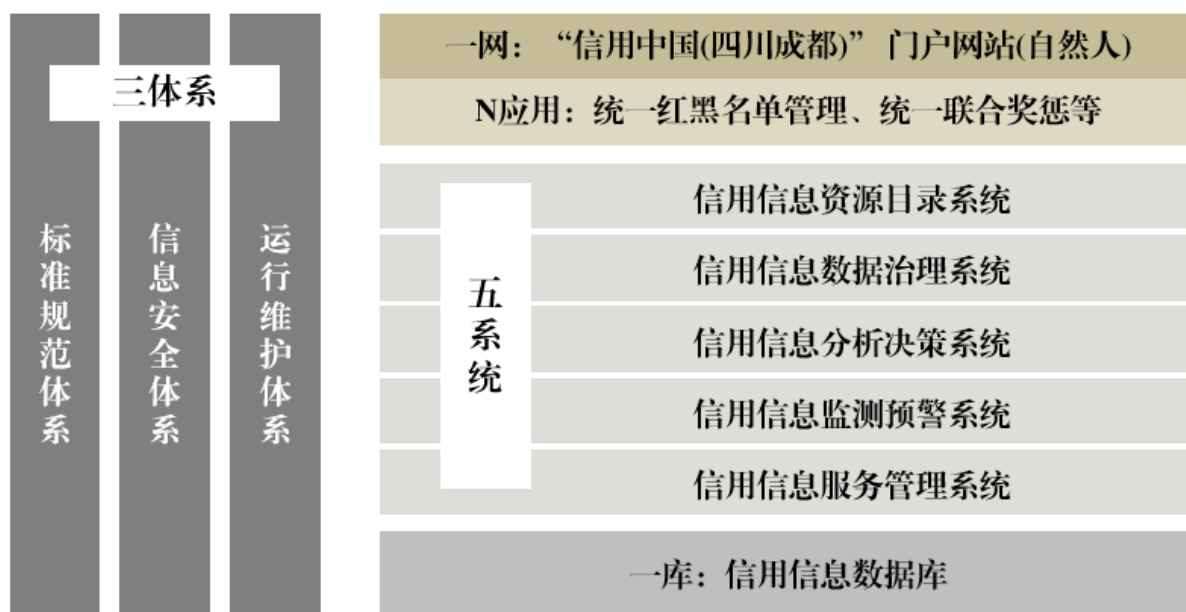 三体系
标准规范体系
信息安全体系
运行维护体系
一网：“信用中国(四川成都)” 门户网站(自然人)
N应用：统一红黑名单管理、统一联合奖惩等
五系统
信用信息资源目录系统
信用信息数据治理系统
信用信息分析决策系统
信用信息监测预警系统
信用信息服务管理系统
一库：信用信息数据库